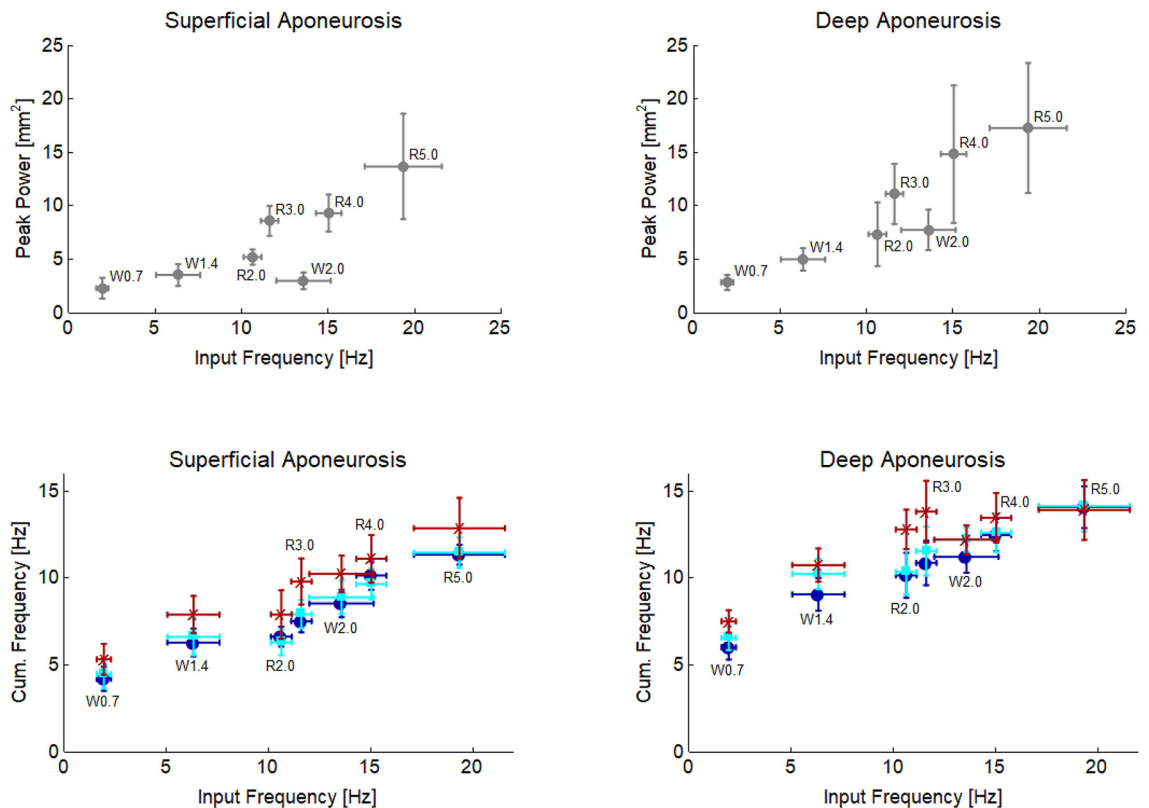 Superficial Aponeurosis
25
20
15
10
5
0
Peak Power [mm²]
W0.7
W1.4
R2.0
R3.0
W2.0
R4.0
R5.0
0 5 10 15 20 25
Input Frequency [Hz]
Deep Aponeurosis
25
20
15
10
5
0
Peak Power [mm²]
W0.7
W1.4
R2.0
R3.0
W2.0
R4.0
R5.0
0 5 10 15 20 25
Input Frequency [Hz]
Superficial Aponeurosis
15
10
5
0
Cum. Frequency [Hz]
W0.7
W1.4
R2.0
R3.0
W2.0
R4.0
R5.0
0 5 10 15 20
Input Frequency [Hz]
Deep Aponeurosis
15
10
5
0
Cum. Frequency [Hz]
W0.7
W1.4
R2.0
R3.0
W2.0
R4.0
R5.0
0 5 10 15 20
Input Frequency [Hz]